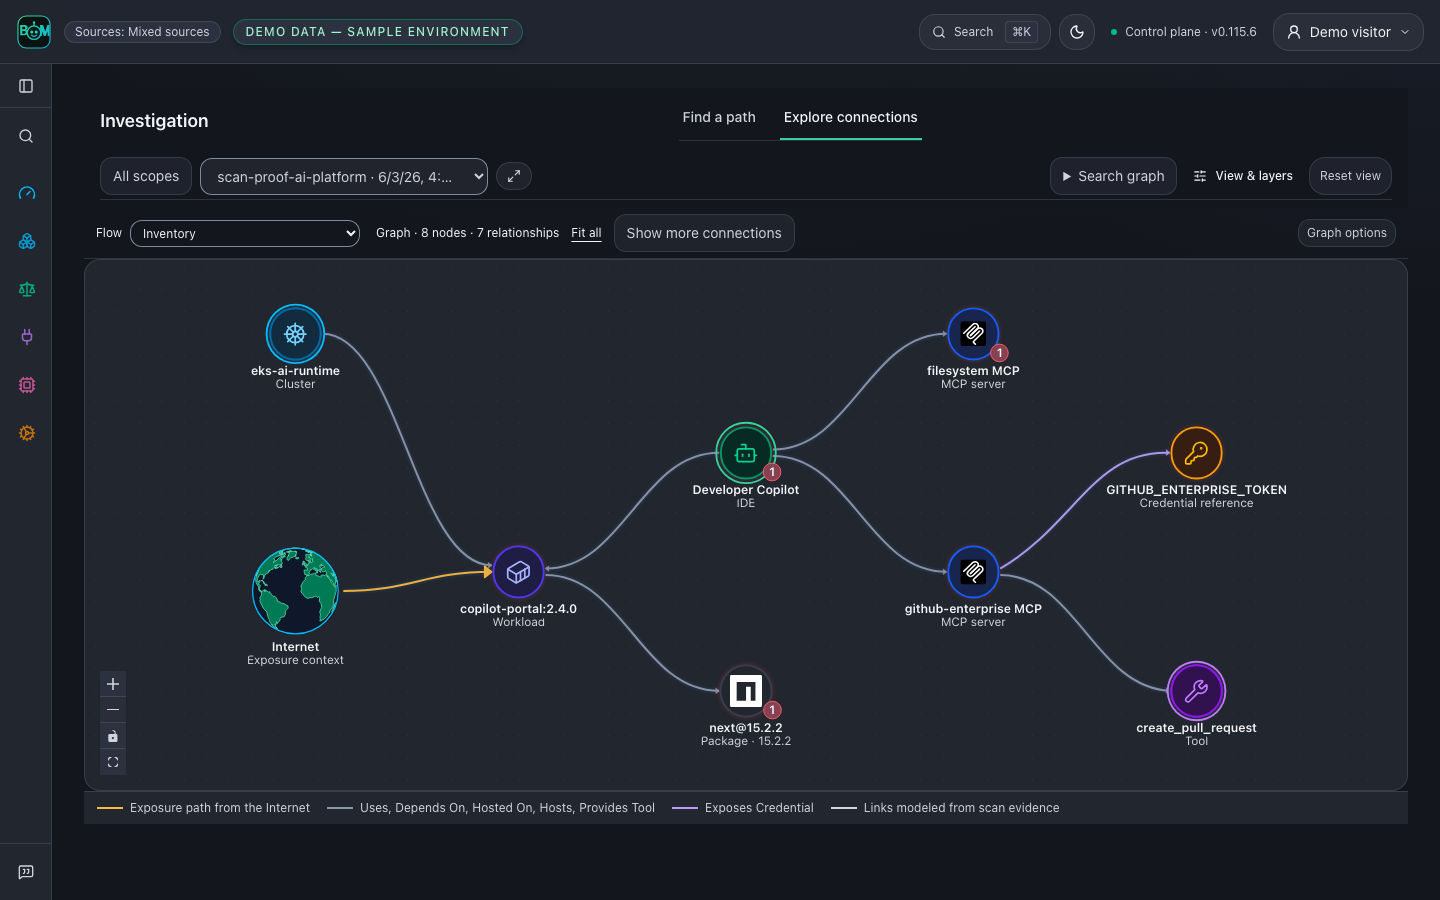 BOM
Sources: Mixed sources
DEMO DATA — SAMPLE ENVIRONMENT
Search ⌘K
Control plane · v0.115.6
Demo visitor
Investigation
Find a path
Explore connections
All scopes
scan-proof-ai-platform · 6/3/26, 4:...
Search graph
View & layers
Reset view
Flow
Inventory
Graph · 8 nodes · 7 relationships
Fit all
Show more connections
Graph options
eks-ai-runtime
Cluster
1
filesystem MCP
MCP server
1
Developer Copilot
IDE
GITHUB_ENTERPRISE_TOKEN
Credential reference
Internet
Exposure context
copilot-portal:2.4.0
Workload
github-enterprise MCP
MCP server
1
next@15.2.2
Package · 15.2.2
create_pull_request
Tool
Exposure path from the Internet
Uses, Depends On, Hosted On, Hosts, Provides Tool
Exposes Credential
Links modeled from scan evidence